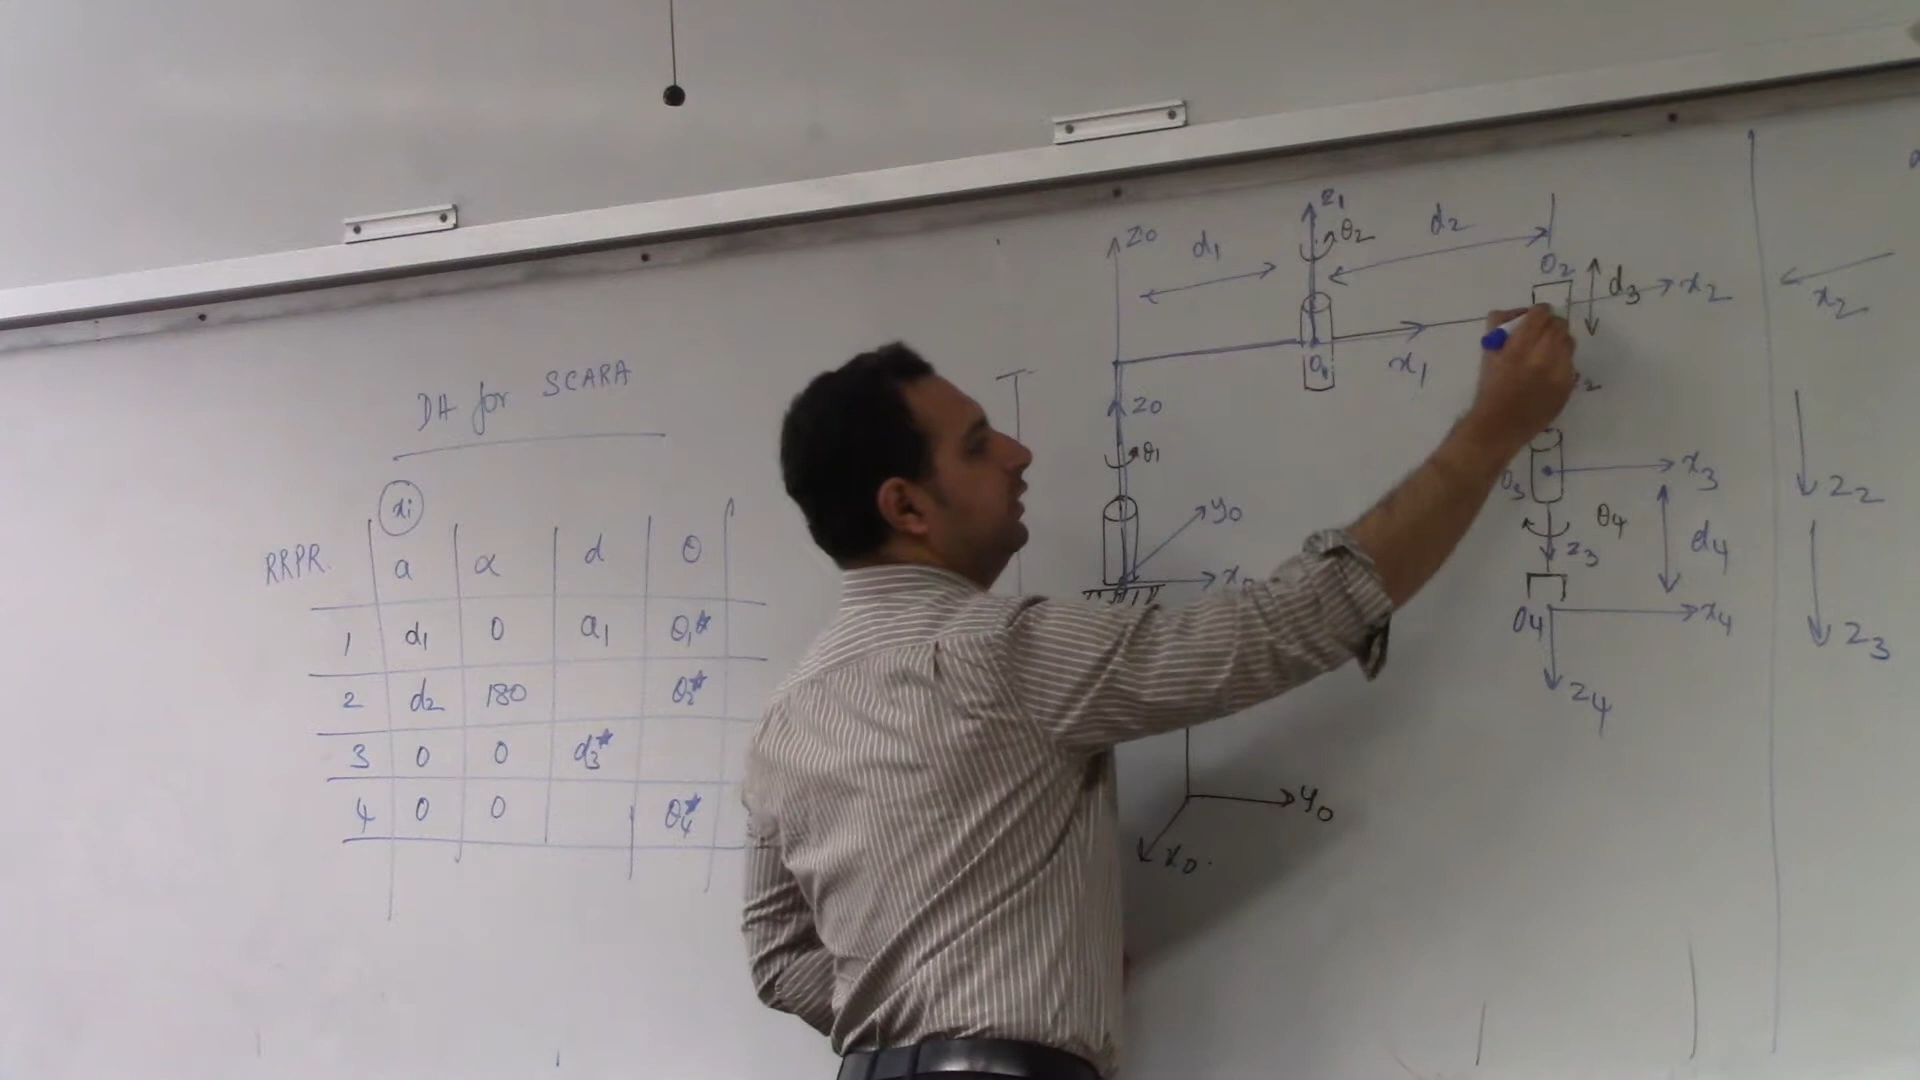 DH for SCARA
xi
RRPR. a α d θ
1 d1 0 a1 θ1*
2 d2 180 θ2*
3 0 0 d3*
4 0 0 θ4*
z0
d1
z1
θ2
d2
O2
d3
x2
x2
O1
x1
z2
z0
θ1
y0
x0
O3
x3
θ4
z3
d4
O4
x4
z4
z2
z3
y0
x0.